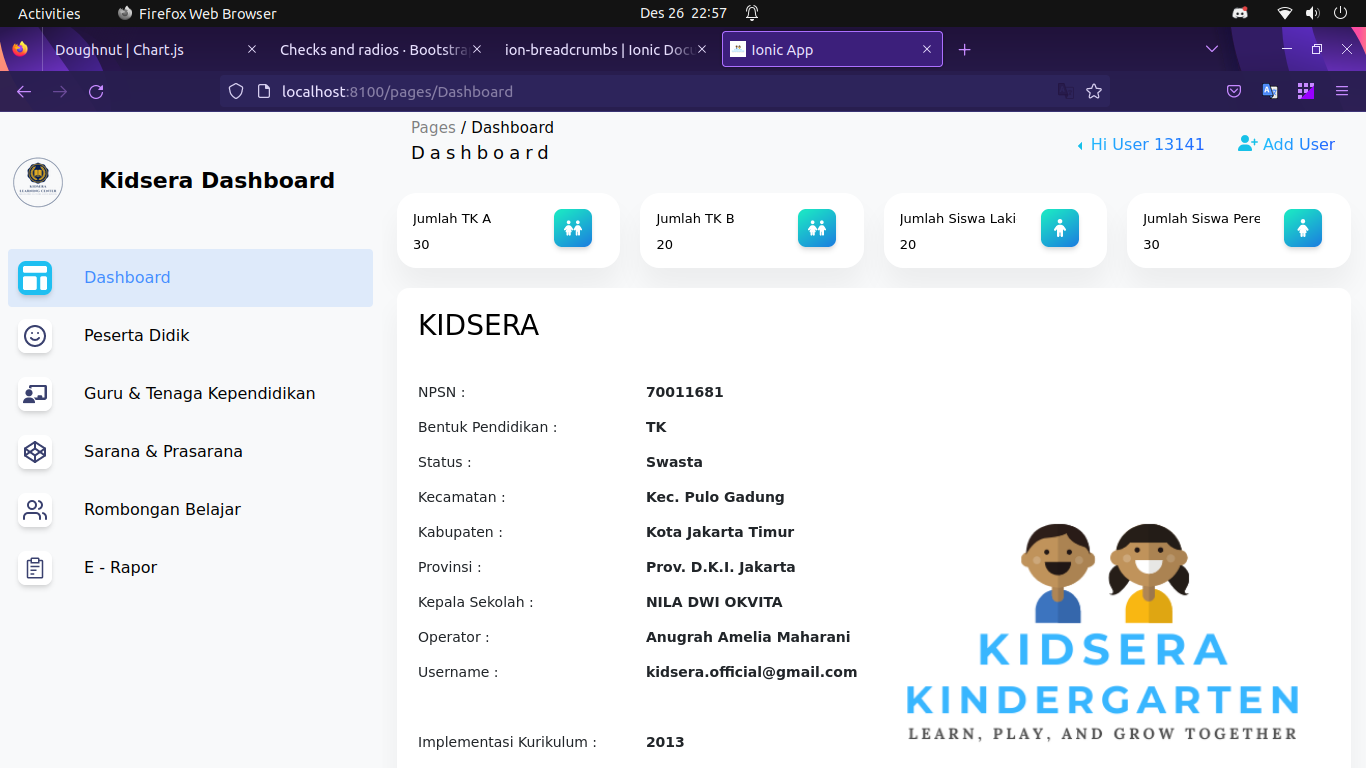 Activities Firefox Web Browser Des 26 22:57
Doughnut | Chart.js Checks and radios · Bootstra ion-breadcrumbs | Ionic Docu Ionic App
localhost:8100/pages/Dashboard
Pages / Dashboard
Dashboard
Hi User 13141 Add User
KIDSERA
LEARNING CENTER
Kidsera Dashboard
Dashboard
Peserta Didik
Guru & Tenaga Kependidikan
Sarana & Prasarana
Rombongan Belajar
E - Rapor
Jumlah TK A
30
Jumlah TK B
20
Jumlah Siswa Laki
20
Jumlah Siswa Pere
30
KIDSERA
NPSN : 70011681
Bentuk Pendidikan : TK
Status : Swasta
Kecamatan : Kec. Pulo Gadung
Kabupaten : Kota Jakarta Timur
Provinsi : Prov. D.K.I. Jakarta
Kepala Sekolah : NILA DWI OKVITA
Operator : Anugrah Amelia Maharani
Username : kidsera.official@gmail.com
Implementasi Kurikulum : 2013
KIDSERA
KINDERGARTEN
LEARN, PLAY, AND GROW TOGETHER